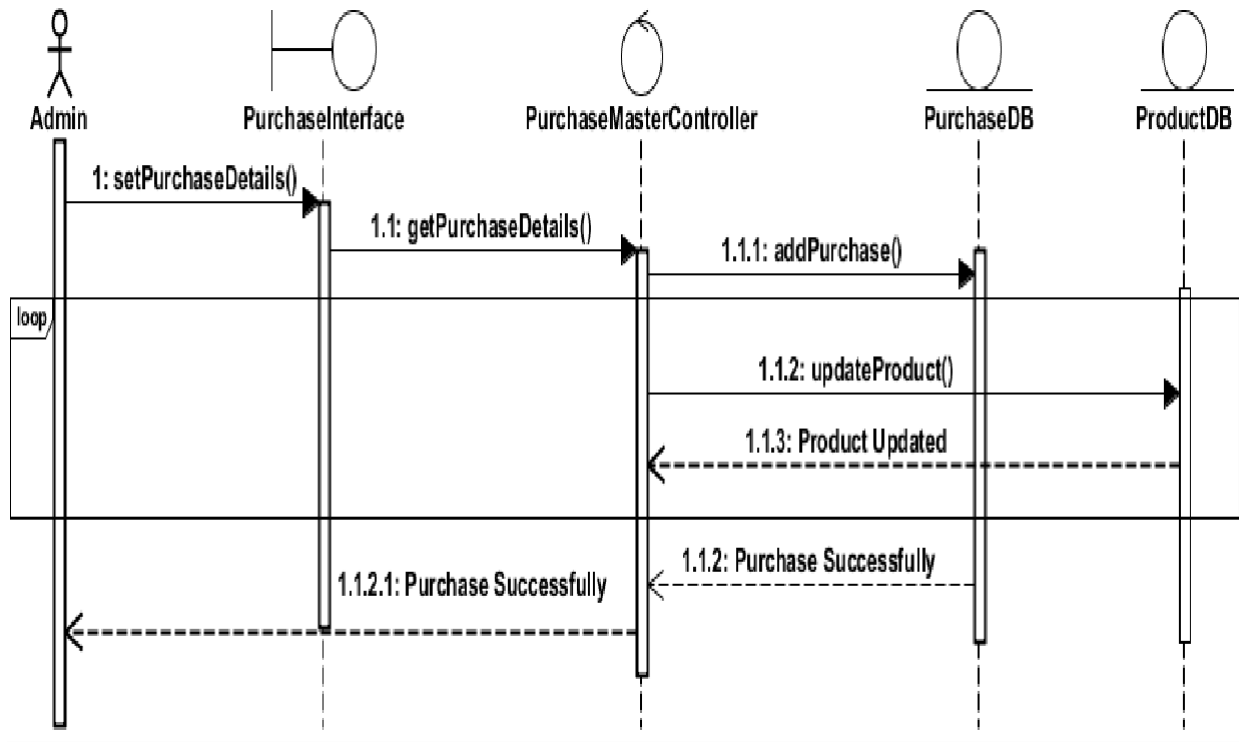 Admin
PurchaseInterface
PurchaseMasterController
PurchaseDB
ProductDB
1: setPurchaseDetails()
1.1: getPurchaseDetails()
1.1.1: addPurchase()
loop
1.1.2: updateProduct()
1.1.3: Product Updated
1.1.2: Purchase Successfully
1.1.2.1: Purchase Successfully